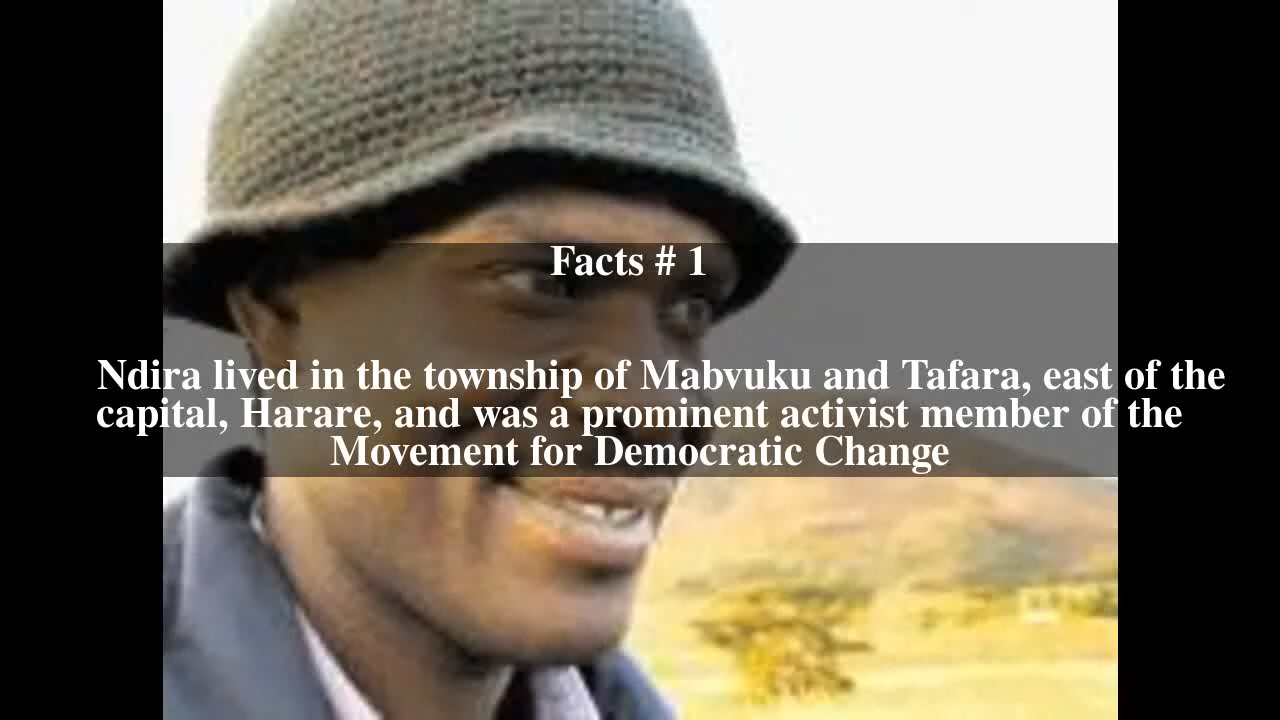 Facts # 1
Ndira lived in the township of Mabvuku and Tafara, east of the
capital, Harare, and was a prominent activist member of the
Movement for Democratic Change